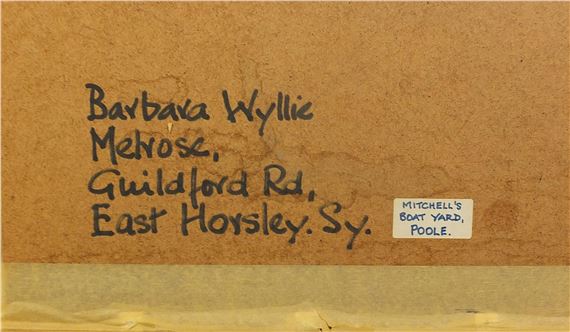 Barbara Wyllie
Melrose,
Guildford Rd,
East Horsley. Sy.
MITCHELL'S
BOAT YARD,
POOLE.